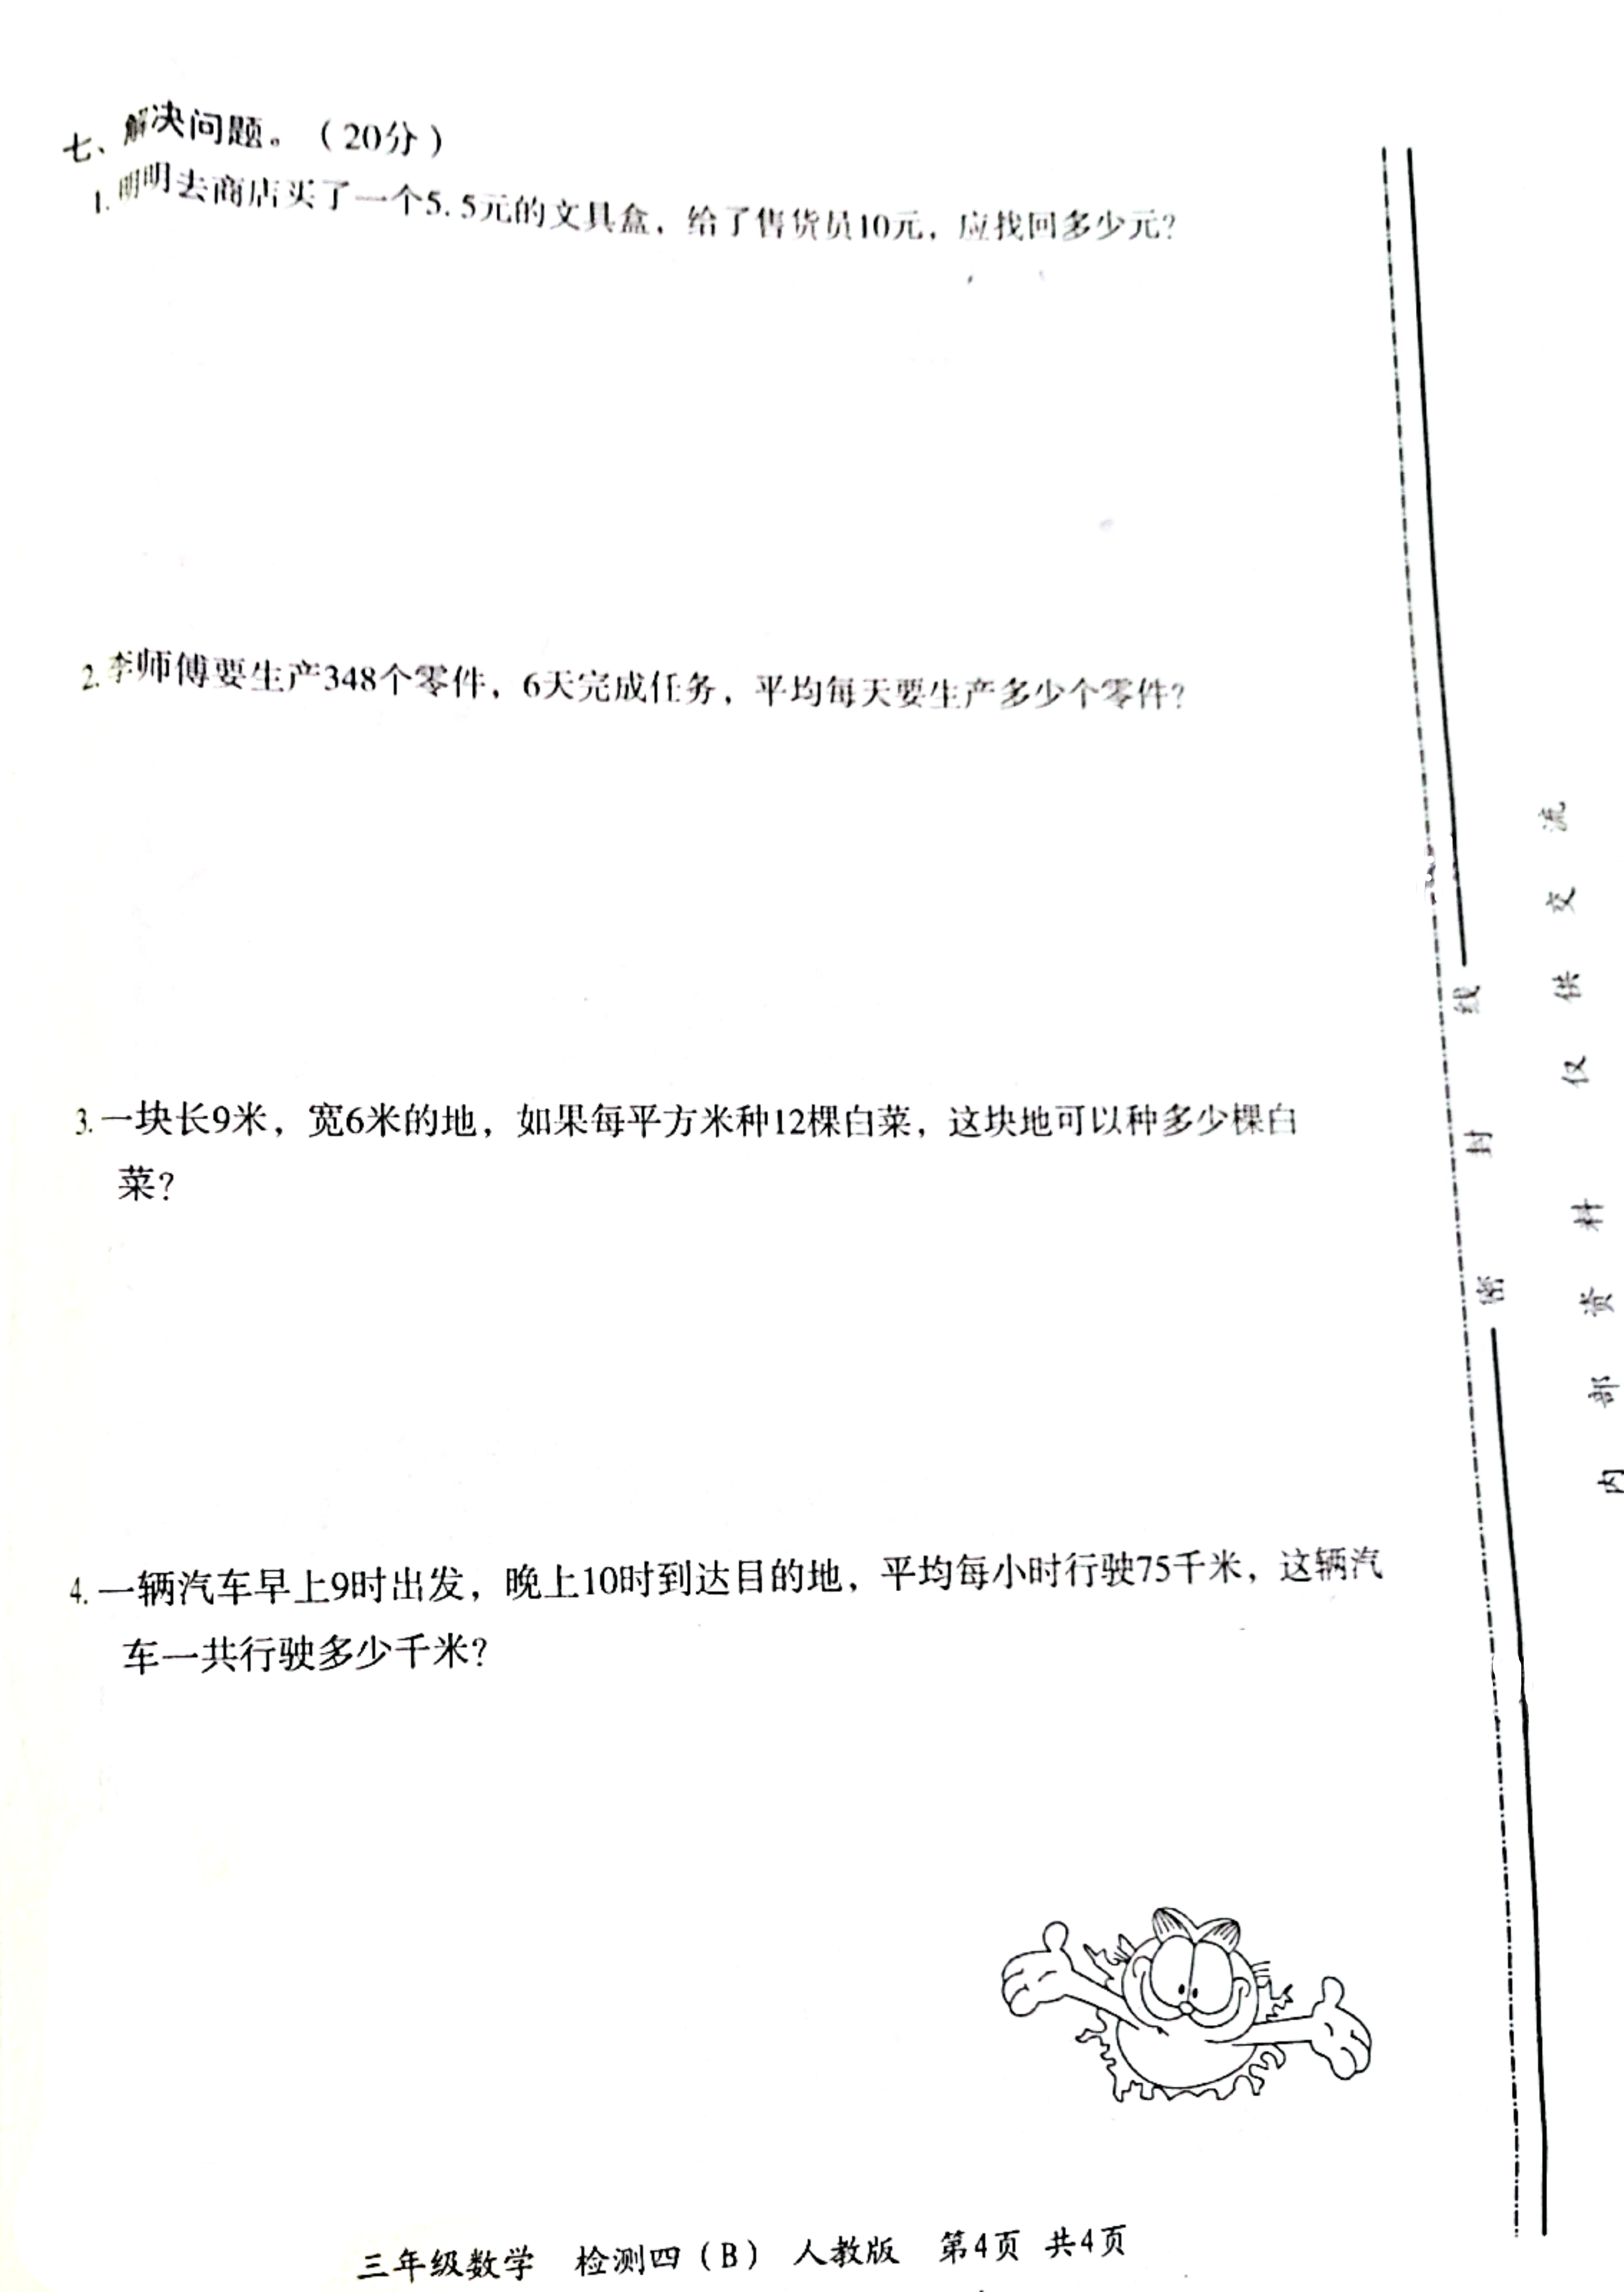 七、解决问题。（20分）
1. 明明去商店买了一个5.5元的文具盒，给了售货员10元，应找回多少元？
2. 李师傅要生产348个零件，6天完成任务，平均每天要生产多少个零件？
3. 一块长9米，宽6米的地，如果每平方米种12棵白菜，这块地可以种多少棵白
菜？
4. 一辆汽车早上9时出发，晚上10时到达目的地，平均每小时行驶75千米，这辆汽
车一共行驶多少千米？
三年级数学 检测四（B） 人教版 第4页 共4页
密 封 线
内 部 资 料 仅 供 交 流